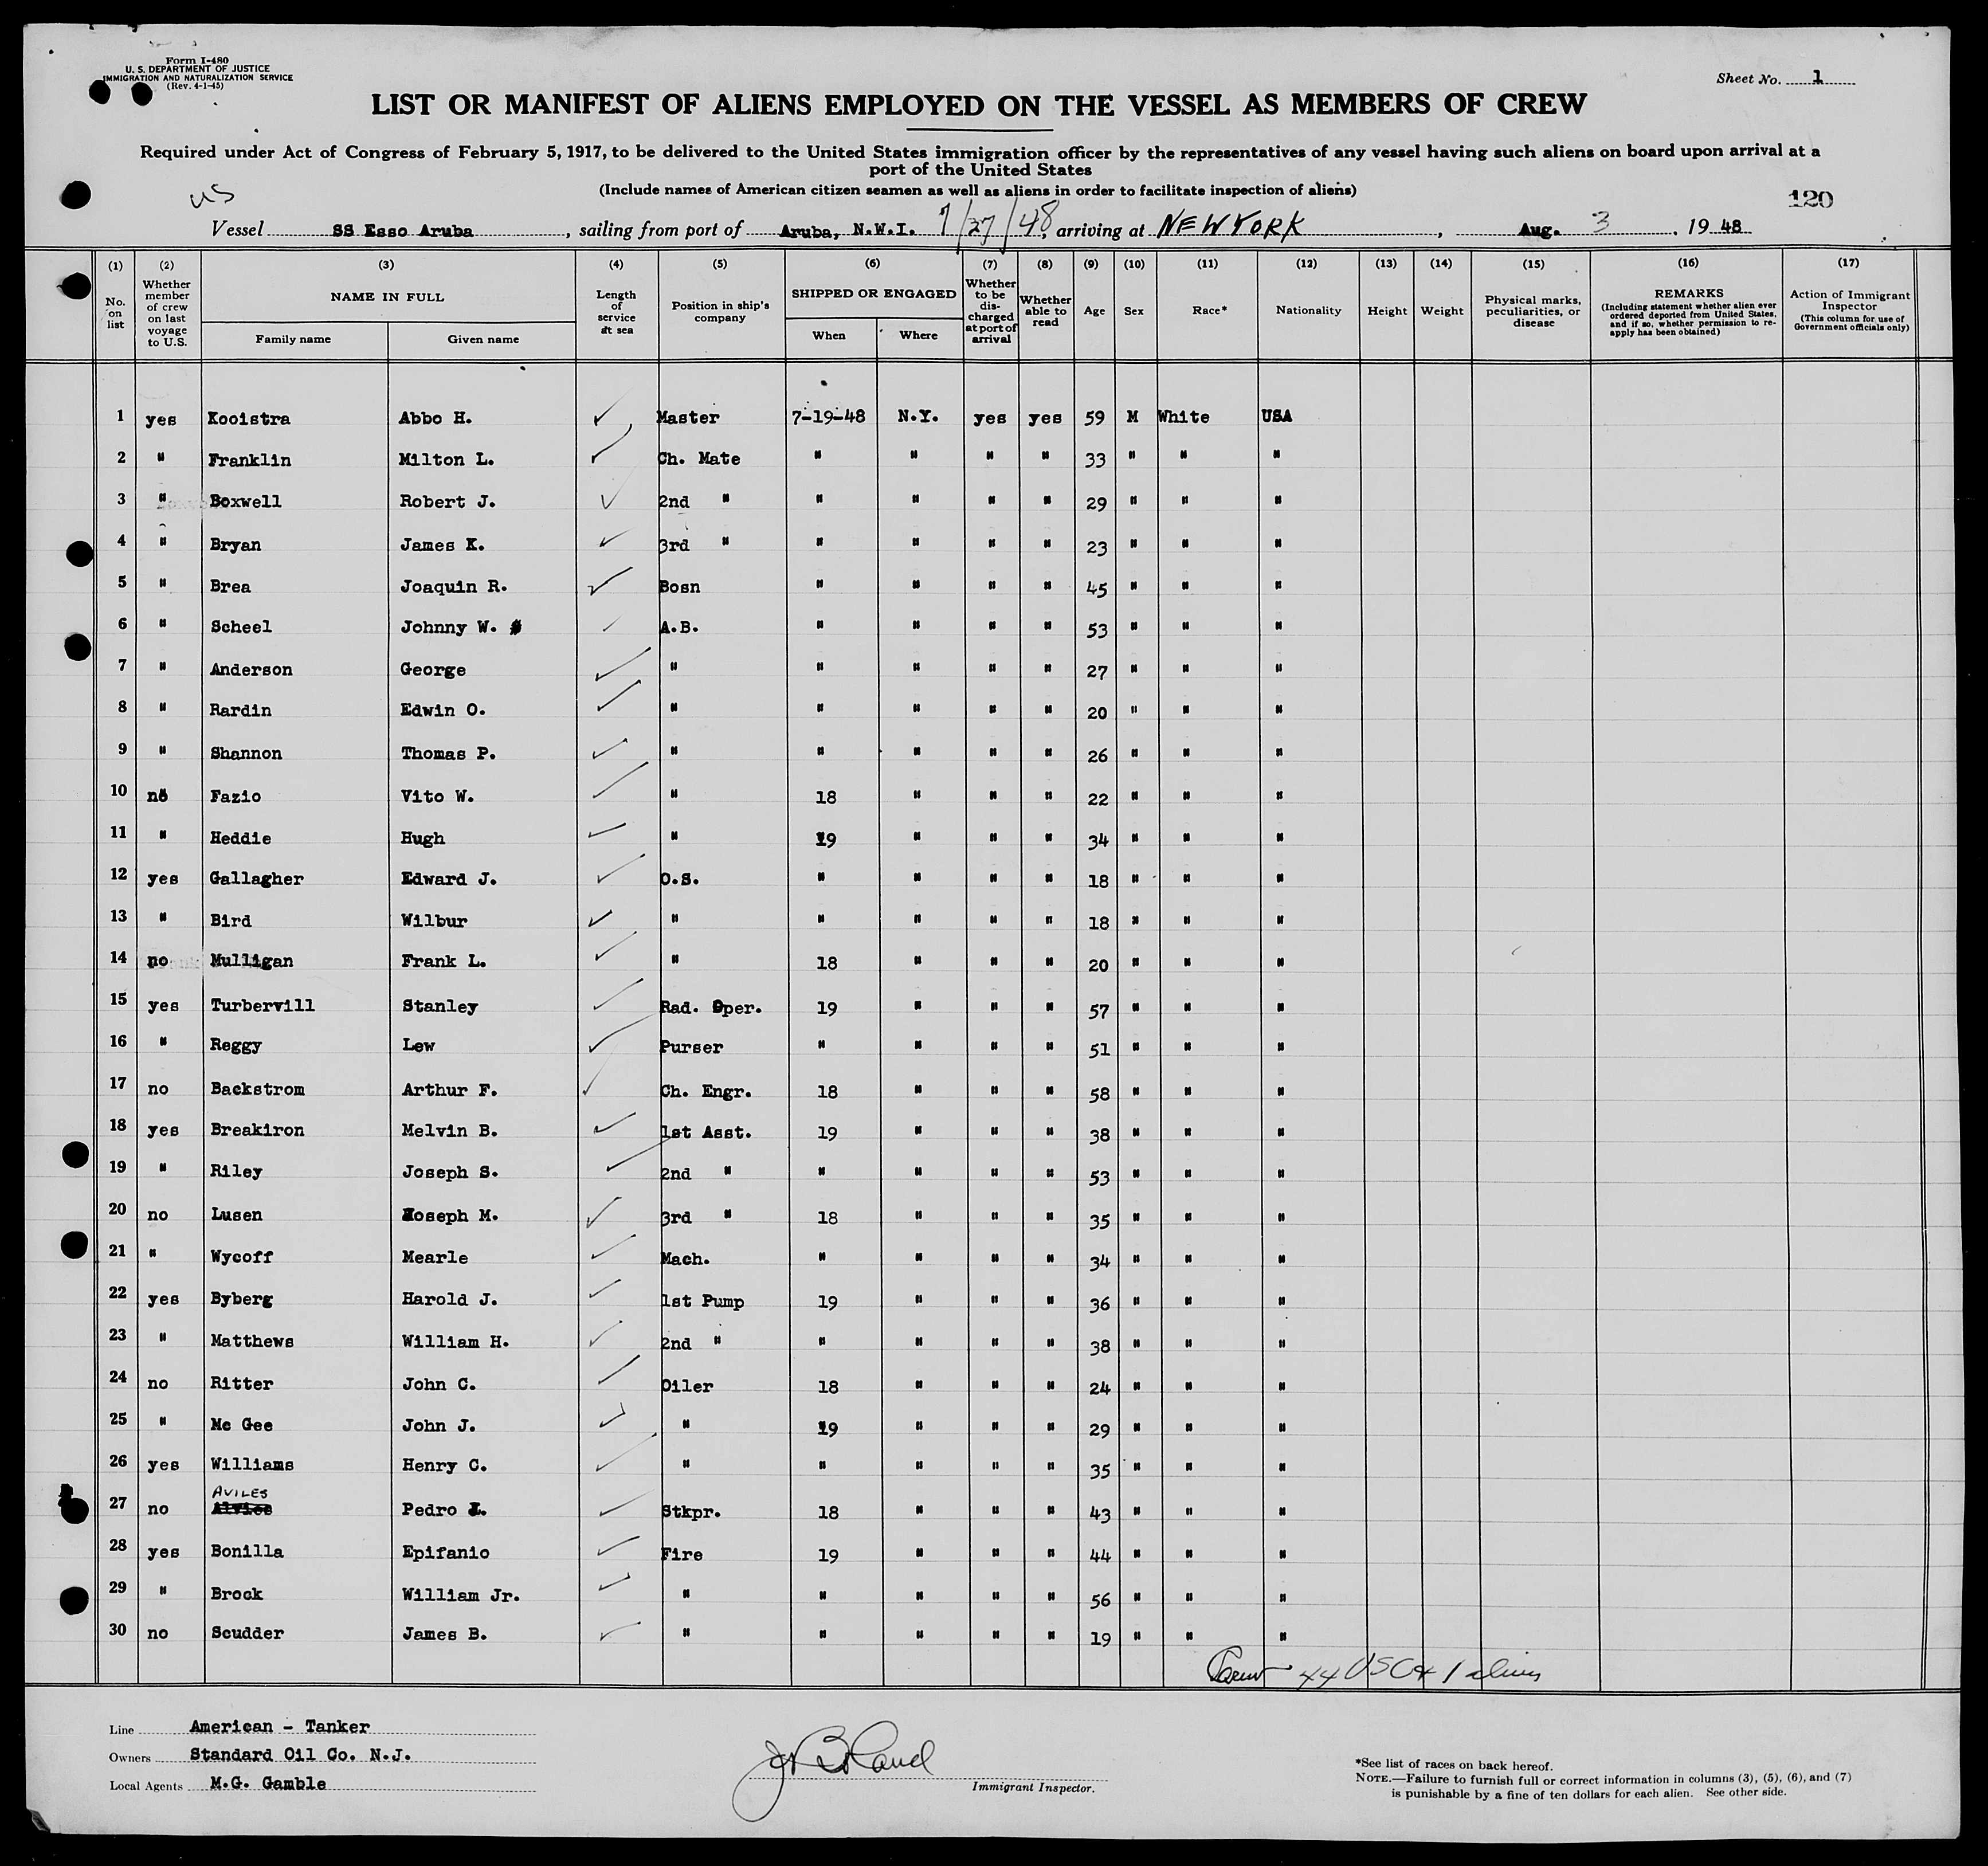 Form I-480
U. S. DEPARTMENT OF JUSTICE
IMMIGRATION AND NATURALIZATION SERVICE
(Rev. 4-1-45)
Sheet No. 1
LIST OR MANIFEST OF ALIENS EMPLOYED ON THE VESSEL AS MEMBERS OF CREW
Required under Act of Congress of February 5, 1917, to be delivered to the United States immigration officer by the representatives of any vessel having such aliens on board upon arrival at a
port of the United States
(Include names of American citizen seamen as well as aliens in order to facilitate inspection of aliens)
US
120
Vessel SS Esso Aruba, sailing from port of Aruba, N.W.I. 7/27/48, arriving at NEW YORK, Aug. 3, 1948
(1) (2) (3) (4) (5) (6) (7) (8) (9) (10) (11) (12) (13) (14) (15) (16) (17)
No. on list
Whether member of crew on last voyage to U.S.
NAME IN FULL
Family name Given name
Length of service at sea
Position in ship's company
SHIPPED OR ENGAGED
When Where
Whether to be discharged at port of arrival
Whether able to read
Age
Sex
Race*
Nationality
Height
Weight
Physical marks, peculiarities, or disease
REMARKS
(Including statement whether alien ever ordered deported from United States, and if so, whether permission to re-apply has been obtained)
Action of Immigrant Inspector
(This column for use of Government officials only)
1 yes Kooistra Abbo H. ✓ Master 7-19-48 N.Y. yes yes 59 M White USA
2 " Franklin Milton L. ✓ Ch. Mate " " " " 33 " " "
3 " Boxwell Robert J. ✓ 2nd " " " " " 29 " " "
4 " Bryan James K. ✓ 3rd " " " " " 23 " " "
5 " Brea Joaquin R. ✓ Bosn " " " " 45 " " "
6 " Scheel Johnny W. ✓ A.B. " " " " 53 " " "
7 " Anderson George ✓ " " " " " 27 " " "
8 " Rardin Edwin O. ✓ " " " " " 20 " " "
9 " Shannon Thomas P. ✓ " " " " " 26 " " "
10 no Fazio Vito W. ✓ " 18 " " " 22 " " "
11 " Heddie Hugh ✓ " 19 " " " 34 " " "
12 yes Gallagher Edward J. ✓ O.S. " " " " 18 " " "
13 " Bird Wilbur ✓ " " " " " 18 " " "
14 no Mulligan Frank L. ✓ " 18 " " " 20 " " "
15 yes Turbervill Stanley ✓ Rad. Oper. 19 " " " 57 " " "
16 " Reggy Lew ✓ Purser " " " " 51 " " "
17 no Backstrom Arthur F. ✓ Ch. Engr. 18 " " " 58 " " "
18 yes Breakiron Melvin B. ✓ 1st Asst. 19 " " " 38 " " "
19 " Riley Joseph S. ✓ 2nd " " " " " 53 " " "
20 no Lusen Joseph M. ✓ 3rd " 18 " " " 35 " " "
21 " Wycoff Mearle ✓ Mach. " " " " 34 " " "
22 yes Byberg Harold J. ✓ 1st Pump 19 " " " 36 " " "
23 " Matthews William H. ✓ 2nd " " " " " 38 " " "
24 no Ritter John C. ✓ Oiler 18 " " " 24 " " "
25 " Mc Gee John J. ✓ " 19 " " " 29 " " "
26 yes Williams Henry C. ✓ " " " " " 35 " " "
AVILES
27 no Pedro L. ✓ Stkpr. 18 " " " 43 " " "
28 yes Bonilla Epifanio ✓ Fire 19 " " " 44 " " "
29 " Brock William Jr. ✓ " " " " " 56 " " "
30 no Scudder James B. ✓ " " " " " 19 " " "
44 USC & 1 alien
Line American - Tanker
Owners Standard Oil Co. N.J.
Local Agents M.G. Gamble
Immigrant Inspector.
*See list of races on back hereof.
NOTE.—Failure to furnish full or correct information in columns (3), (5), (6), and (7)
is punishable by a fine of ten dollars for each alien. See other side.